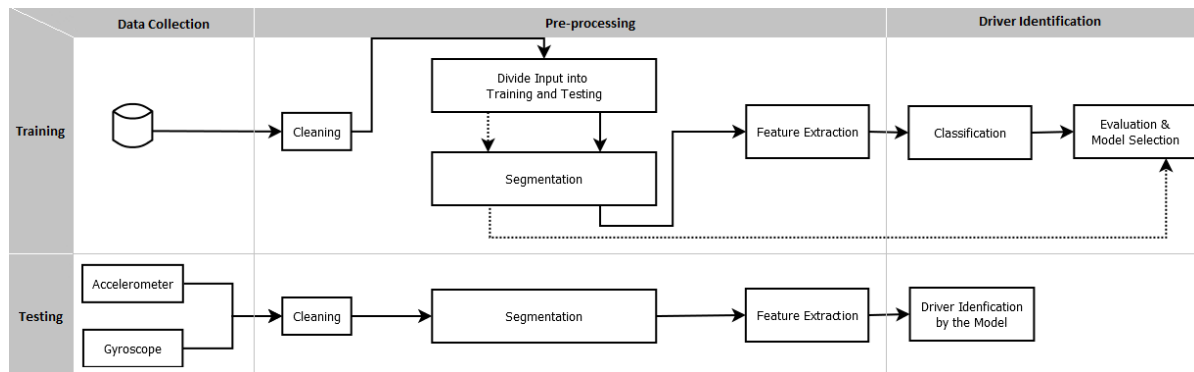 Data Collection
Pre-processing
Driver Identification
Training
Cleaning
Divide Input into
Training and Testing
Segmentation
Feature Extraction
Classification
Evaluation &
Model Selection
Testing
Accelerometer
Gyroscope
Cleaning
Segmentation
Feature Extraction
Driver Idenfication
by the Model